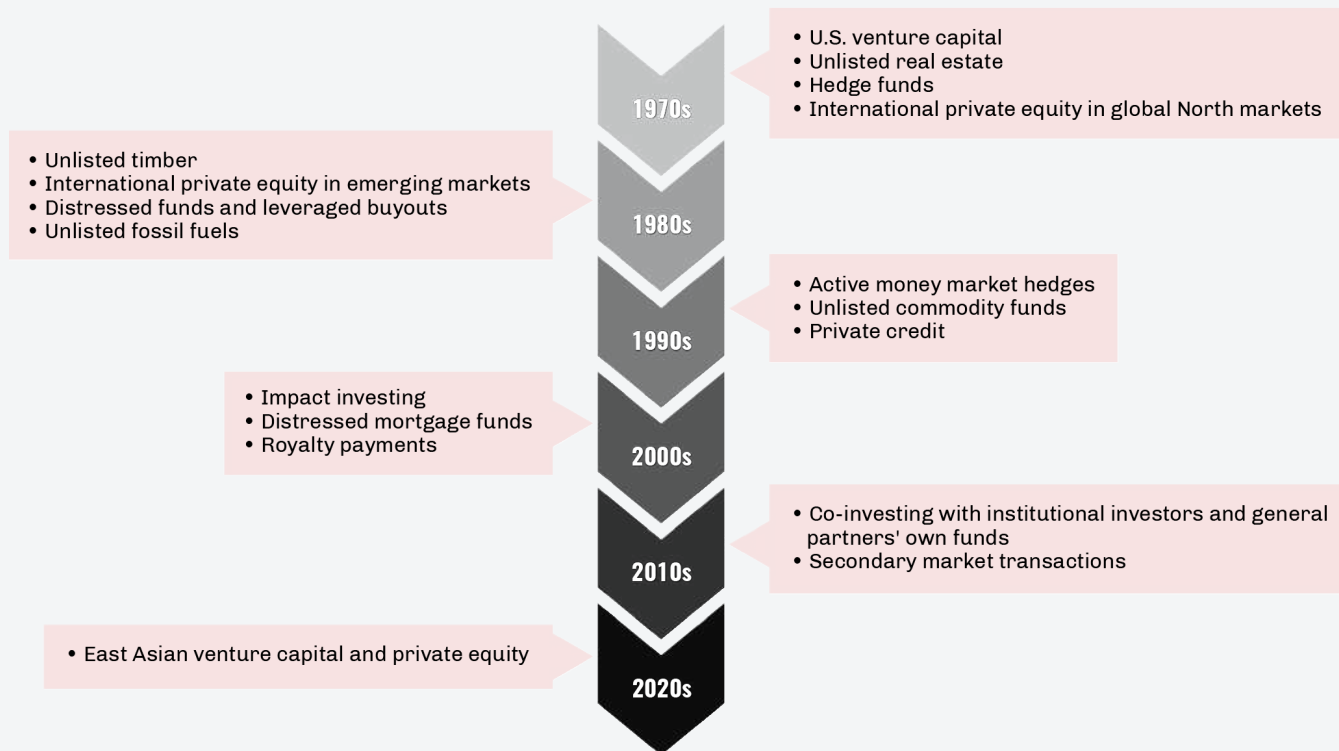 1970s
• U.S. venture capital
• Unlisted real estate
• Hedge funds
• International private equity in global North markets
1980s
• Unlisted timber
• International private equity in emerging markets
• Distressed funds and leveraged buyouts
• Unlisted fossil fuels
1990s
• Active money market hedges
• Unlisted commodity funds
• Private credit
2000s
• Impact investing
• Distressed mortgage funds
• Royalty payments
2010s
• Co-investing with institutional investors and general
partners' own funds
• Secondary market transactions
2020s
• East Asian venture capital and private equity